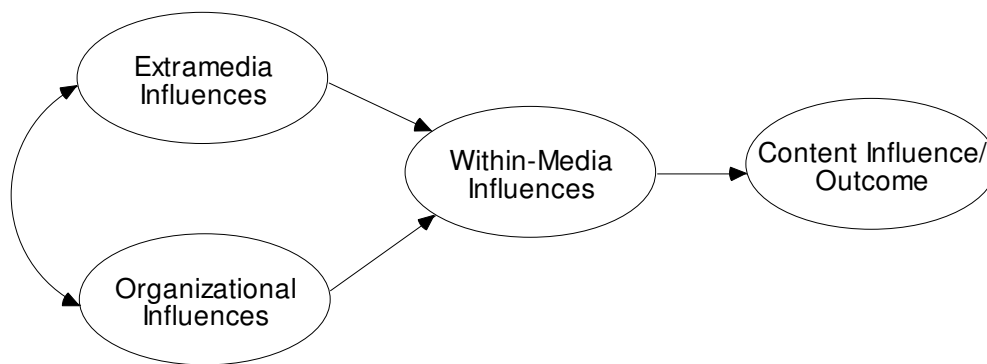 Extramedia
Influences
Within-Media
Influences
Content Influence/
Outcome
Organizational
Influences